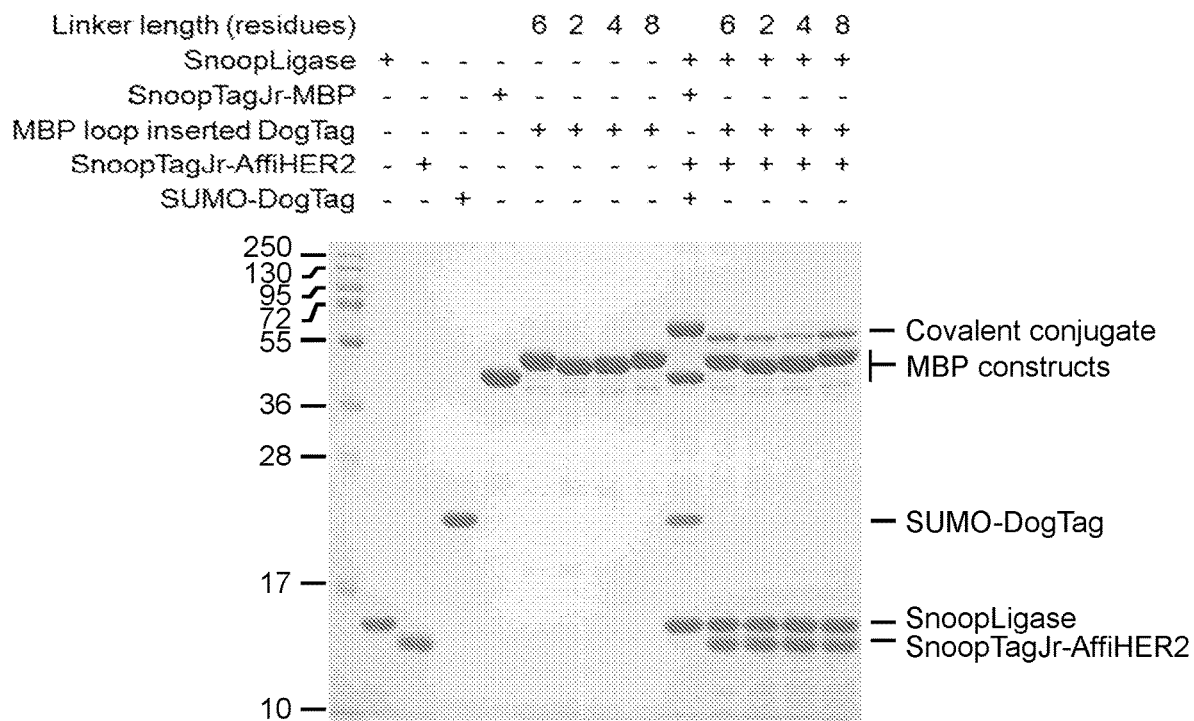 Linker length (residues) 6 2 4 8 6 2 4 8
SnoopLigase + - - - - - - - + + + + +
SnoopTagJr-MBP - - - + - - - - + - - - -
MBP loop inserted DogTag - - - - + + + + - + + + +
SnoopTagJr-AffiHER2 - + - - - - - - + + + + +
SUMO-DogTag - - + - - - - - + - - - -
250
130
95
72
55
Covalent conjugate
MBP constructs
36
28
SUMO-DogTag
17
SnoopLigase
SnoopTagJr-AffiHER2
10